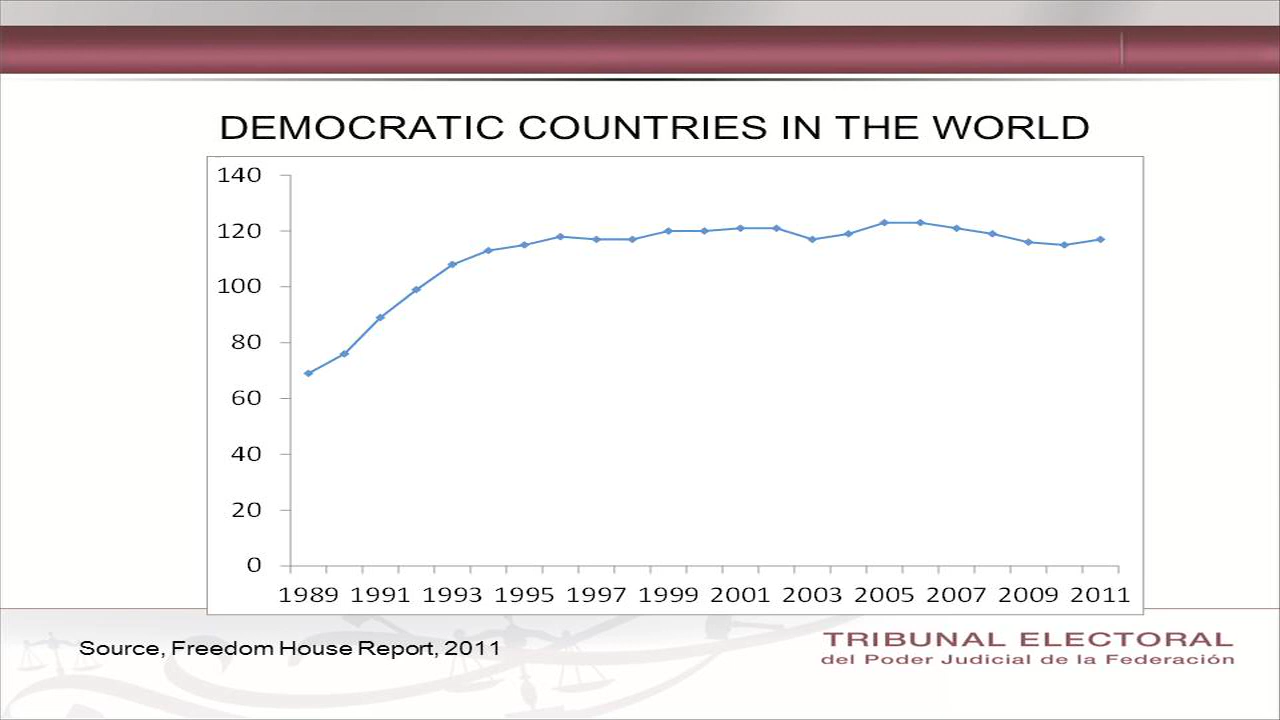 DEMOCRATIC COUNTRIES IN THE WORLD
140
120
100
80
60
40
20
0
1989 1991 1993 1995 1997 1999 2001 2003 2005 2007 2009 2011
Source, Freedom House Report, 2011
TRIBUNAL ELECTORAL
del Poder Judicial de la Federación